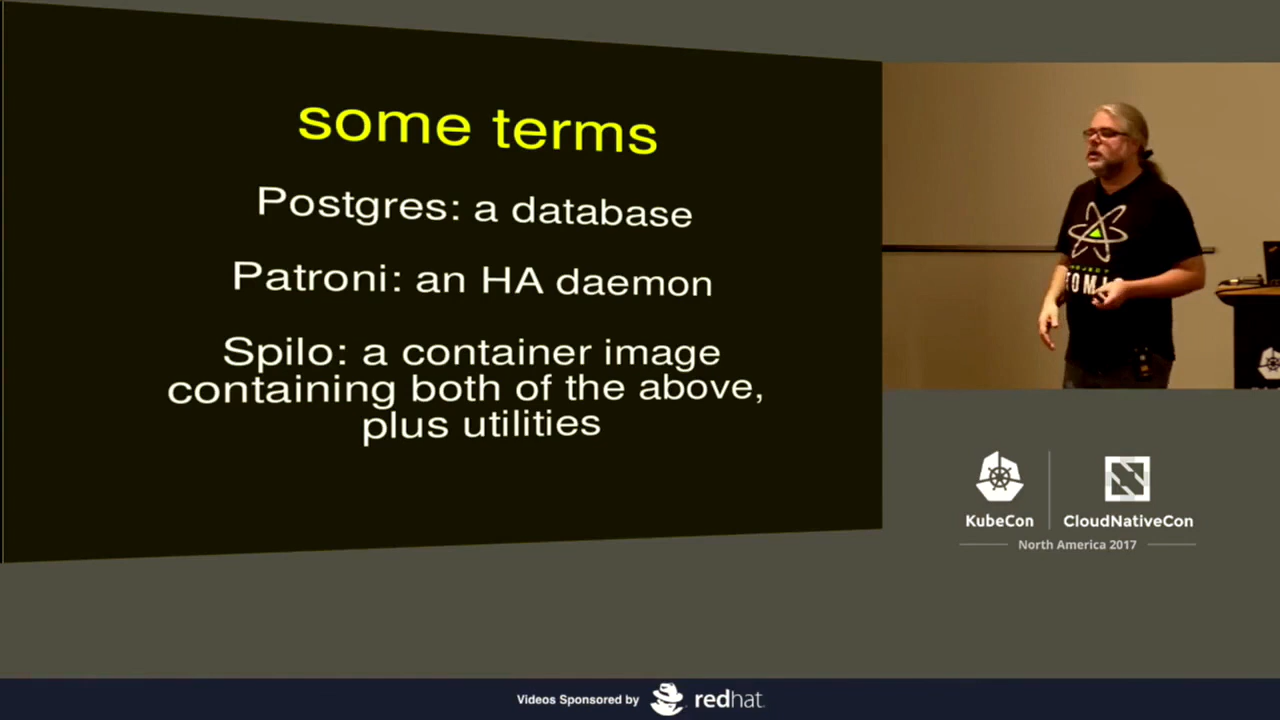 some terms
Postgres: a database
Patroni: an HA daemon
Spilo: a container image
containing both of the above,
plus utilities
KubeCon
CloudNativeCon
North America 2017
Videos Sponsored by redhat.